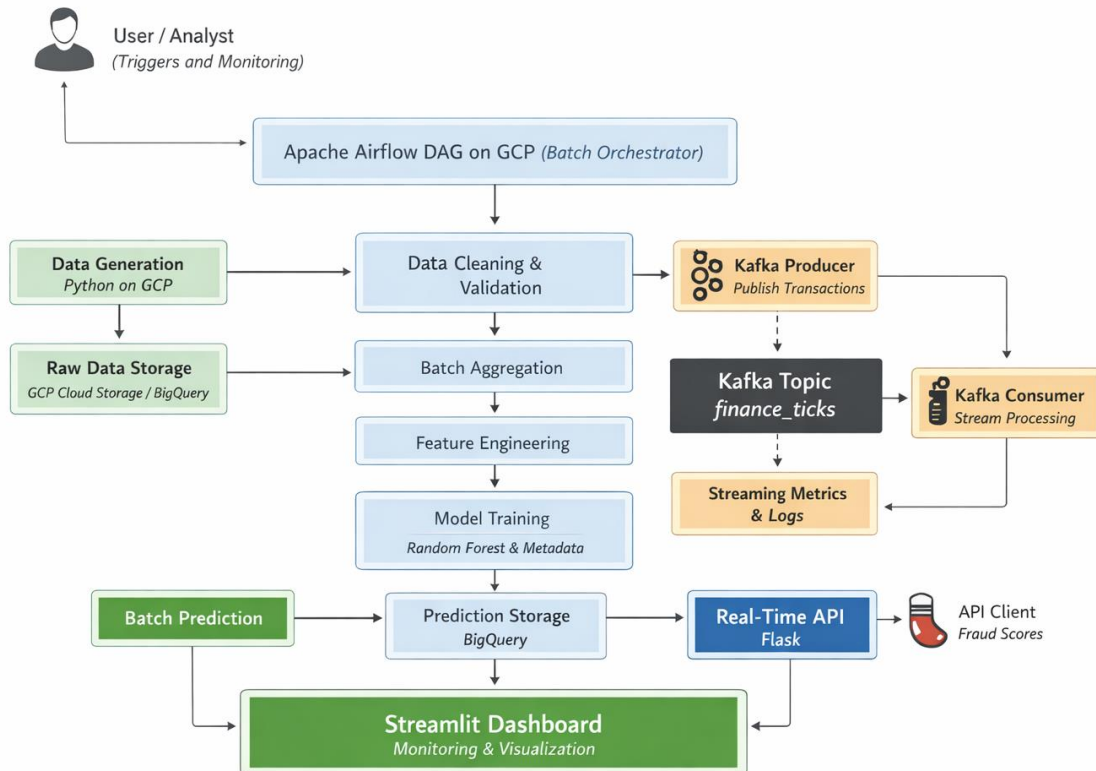 User / Analyst
(Triggers and Monitoring)
Apache Airflow DAG on GCP (Batch Orchestrator)
Data Generation
Python on GCP
Data Cleaning &
Validation
Kafka Producer
Publish Transactions
Raw Data Storage
GCP Cloud Storage / BigQuery
Batch Aggregation
Kafka Topic
finance_ticks
Kafka Consumer
Stream Processing
Feature Engineering
Streaming Metrics
& Logs
Model Training
Random Forest & Metadata
Batch Prediction
Prediction Storage
BigQuery
Real-Time API
Flask
API Client
Fraud Scores
Streamlit Dashboard
Monitoring & Visualization